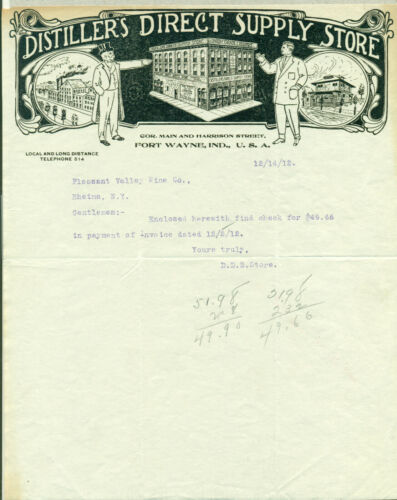 DISTILLER'S DIRECT SUPPLY STORE
COR. MAIN AND HARRISON STREET,
FORT WAYNE, IND., U. S. A.
LOCAL AND LONG DISTANCE
TELEPHONE 514
12/14/12.
Pleasant Valley Wine Co.,
Rheims, N.Y.
Gentlemen:-
Enclosed herewith find check for $49.66
in payment of invoice dated 12/2/12.
Yours truly,
D.D.S.Store.
51.98 51.98
2 32
49.90 49.66